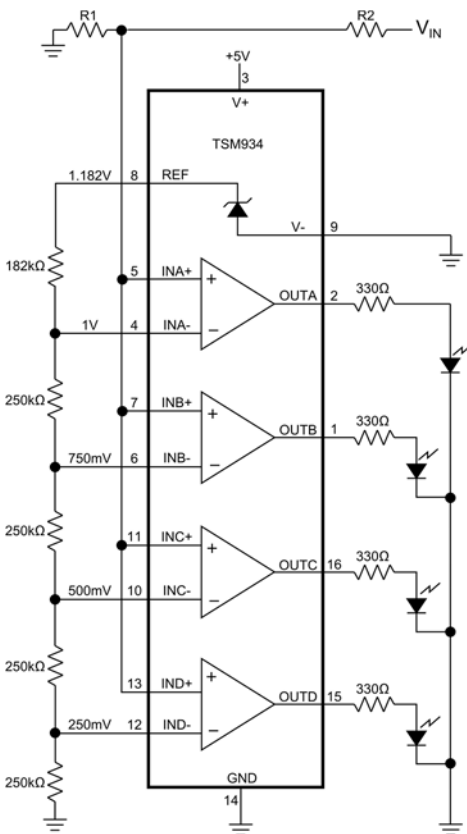 R1
R2
VIN
+5V
3
V+
TSM934
1.182V 8 REF
V- 9
182kΩ
5 INA+
OUTA 2 330Ω
1V 4 INA-
250kΩ
7 INB+
OUTB 1 330Ω
750mV 6 INB-
250kΩ
11 INC+
OUTC 16 330Ω
500mV 10 INC-
250kΩ
13 IND+
OUTD 15 330Ω
250mV 12 IND-
250kΩ
GND
14
+
−
+
−
+
−
+
−